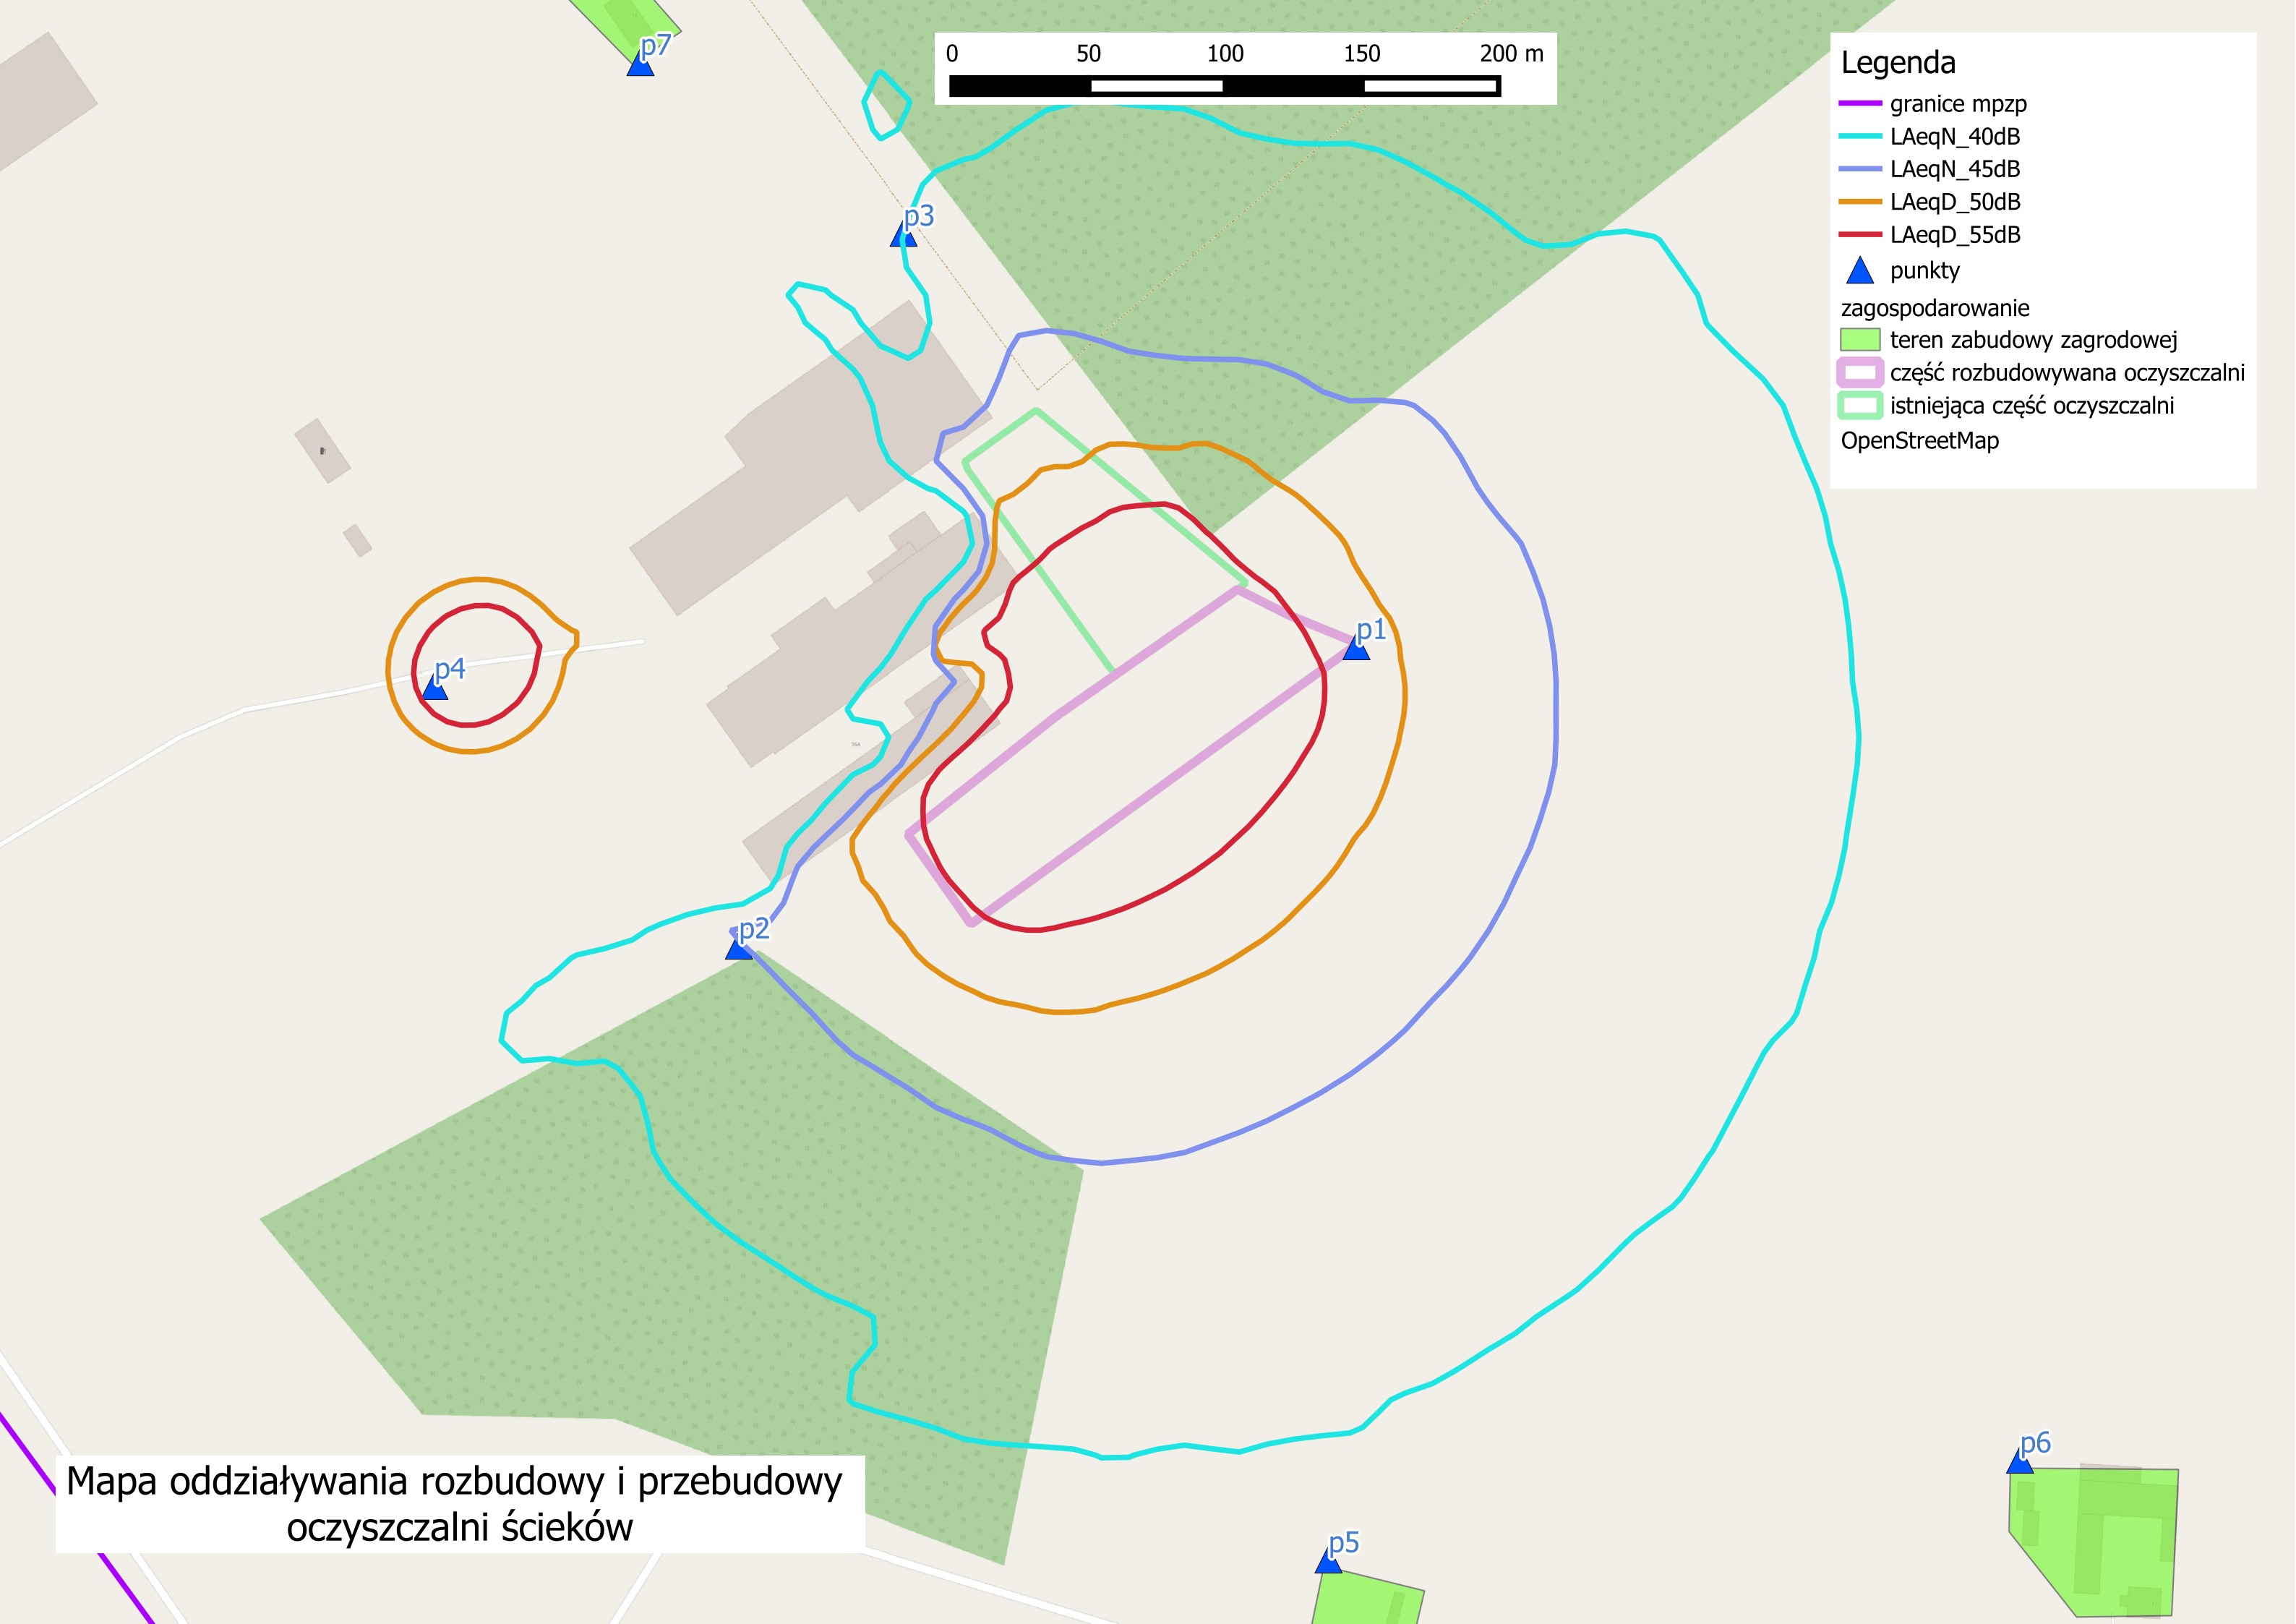 p7
0 50 100 150 200 m
Legenda
granice mpzp
LAeqN_40dB
LAeqN_45dB
LAeqD_50dB
LAeqD_55dB
punkty
zagospodarowanie
teren zabudowy zagrodowej
część rozbudowywana oczyszczalni
istniejąca część oczyszczalni
OpenStreetMap
p3
p1
p4
p2
p6
Mapa oddziaływania rozbudowy i przebudowy
oczyszczalni ścieków
p5